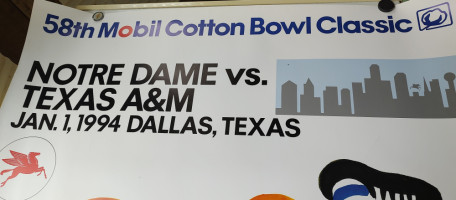 58th Mobil Cotton Bowl Classic
NOTRE DAME vs.
TEXAS A&M
JAN. 1, 1994 DALLAS, TEXAS